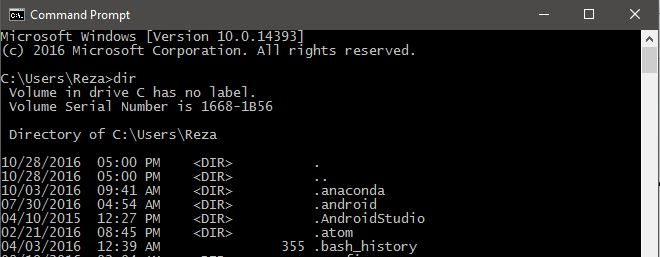 Command Prompt
Microsoft Windows [Version 10.0.14393]
(c) 2016 Microsoft Corporation. All rights reserved.
C:\Users\Reza>dir
 Volume in drive C has no label.
 Volume Serial Number is 1668-1B56
 Directory of C:\Users\Reza
10/28/2016  05:00 PM    <DIR>          .
10/28/2016  05:00 PM    <DIR>          ..
10/03/2016  09:41 AM    <DIR>          .anaconda
07/30/2016  04:54 AM    <DIR>          .android
04/10/2015  12:27 PM    <DIR>          .AndroidStudio
02/21/2016  08:45 PM    <DIR>          .atom
04/03/2016  12:39 AM               355 .bash_history